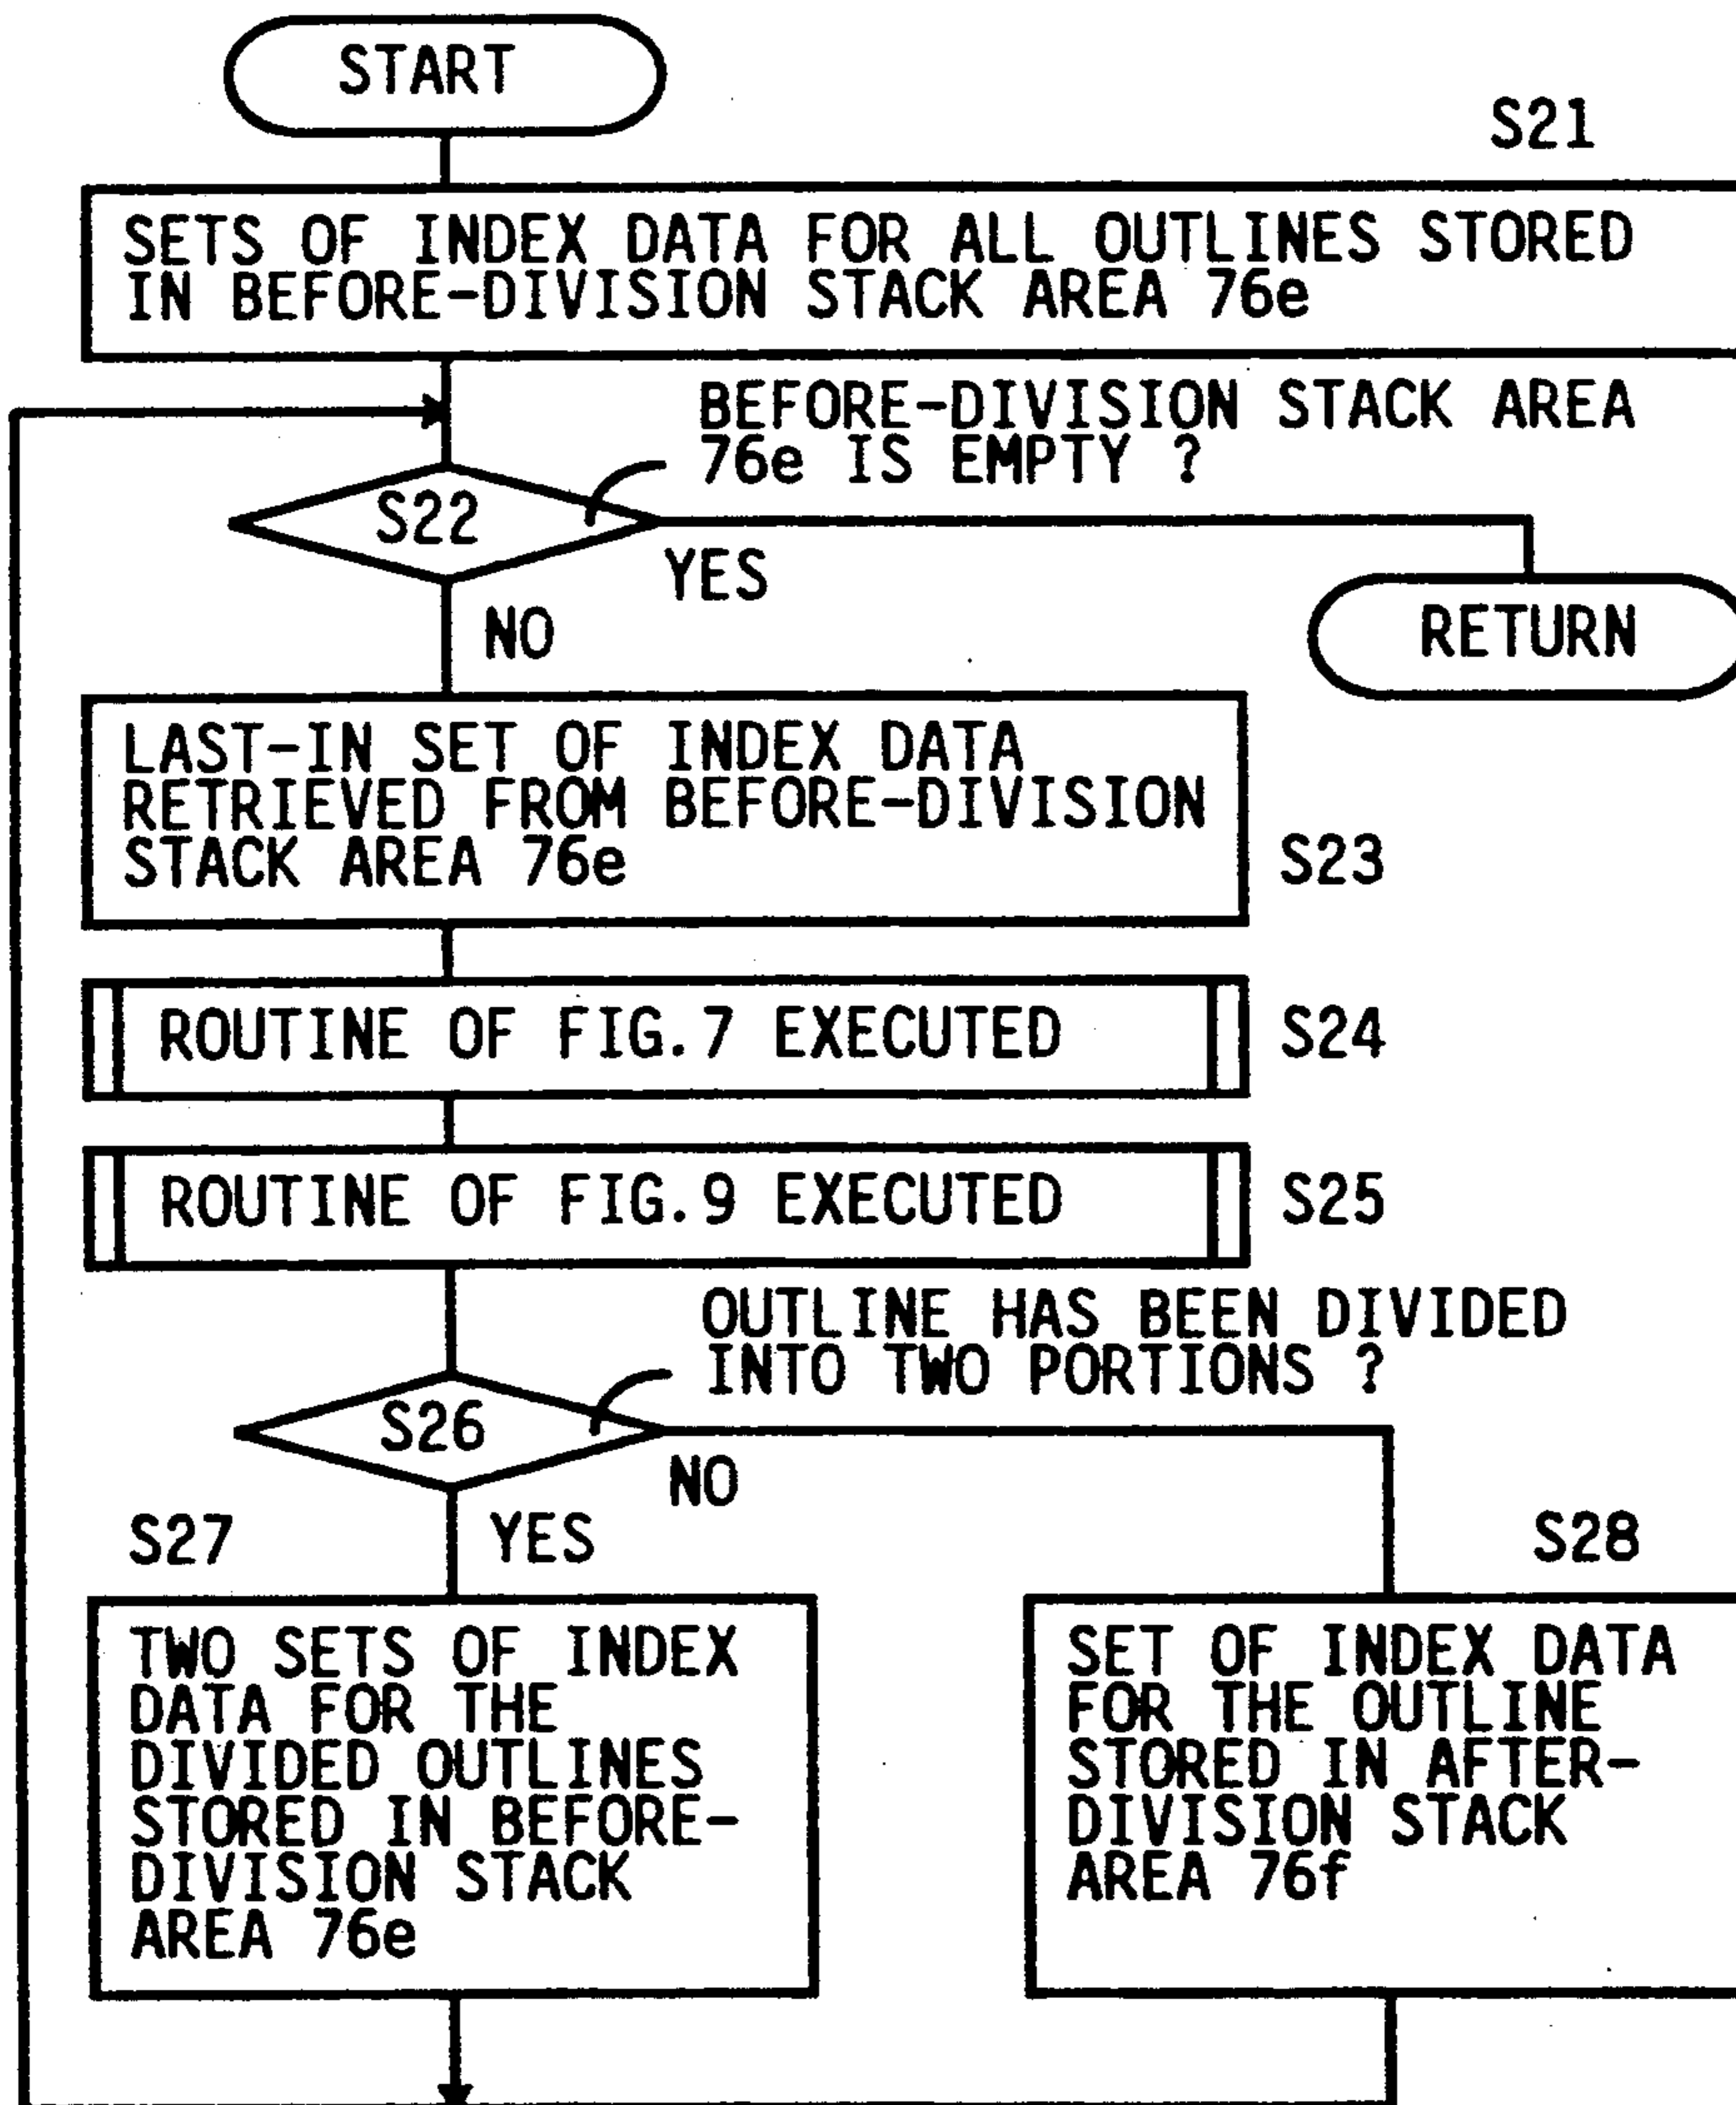 START
S21
SETS OF INDEX DATA FOR ALL OUTLINES STORED
IN BEFORE-DIVISION STACK AREA 76e
BEFORE-DIVISION STACK AREA
76e IS EMPTY ?
S22
YES
RETURN
NO
LAST-IN SET OF INDEX DATA
RETRIEVED FROM BEFORE-DIVISION
STACK AREA 76e
S23
ROUTINE OF FIG.7 EXECUTED
S24
ROUTINE OF FIG.9 EXECUTED
S25
OUTLINE HAS BEEN DIVIDED
INTO TWO PORTIONS ?
S26
NO
S27
YES
S28
TWO SETS OF INDEX
DATA FOR THE
DIVIDED OUTLINES
STORED IN BEFORE-
DIVISION STACK
AREA 76e
SET OF INDEX DATA
FOR THE OUTLINE
STORED IN AFTER-
DIVISION STACK
AREA 76f